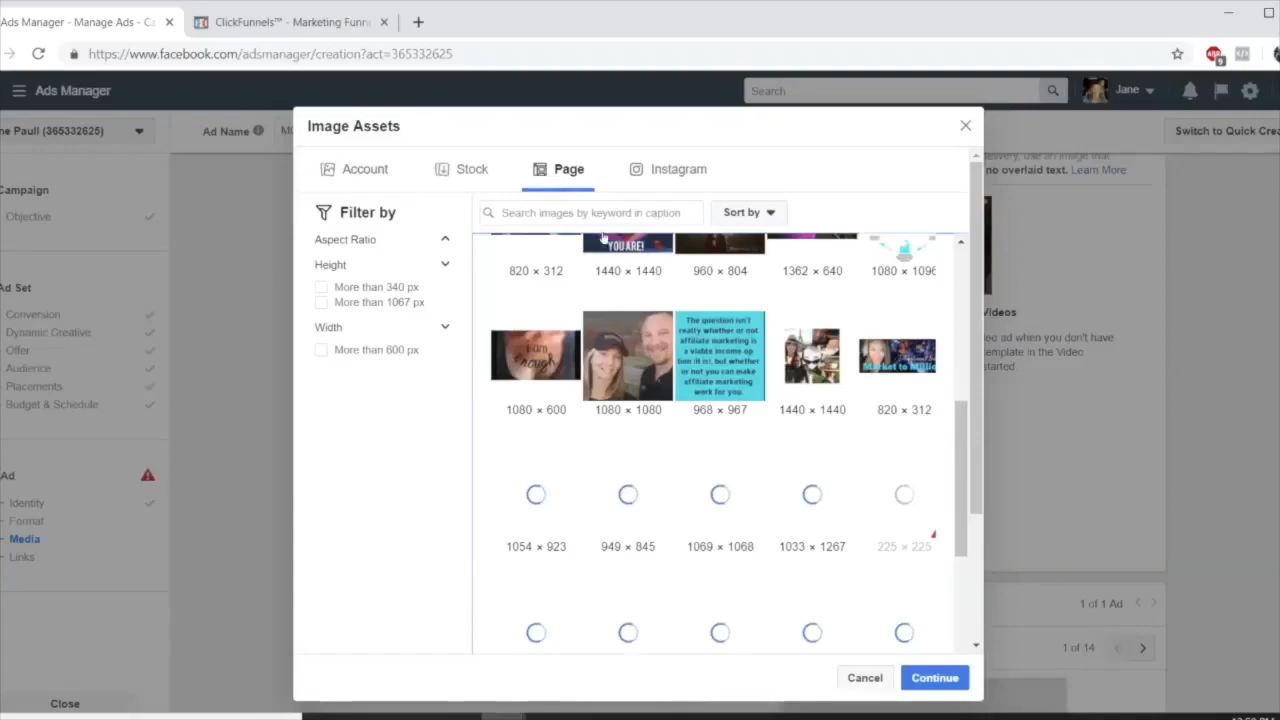 Ads Manager - Manage Ads - Ca
ClickFunnels™ - Marketing Funne
https://www.facebook.com/adsmanager/creation?act=365332625
Ads Manager
Search
Jane
ne Paull (365332625)
Ad Name
Switch to Quick Crea
Image Assets
Account
Stock
Page
Instagram
Campaign
Objective
Ad Set
Conversion
Dynamic Creative
Offer
Audience
Placements
Budget & Schedule
Ad
Identity
Format
Media
Links
Close
Filter by
Aspect Ratio
Height
More than 340 px
More than 1067 px
Width
More than 600 px
Search images by keyword in caption
Sort by
YOU ARE!
820 × 312
1440 × 1440
960 × 804
1362 × 640
1080 × 1096
i am
enough
The question isn't
really whether or not
affiliate marketing is
a viable income op
tion (it is), but whether
or not you can make
affiliate marketing
work for you.
Market to Millio
1080 × 600
1080 × 1080
968 × 967
1440 × 1440
820 × 312
1054 × 923
949 × 845
1069 × 1068
1033 × 1267
225 × 225
Cancel
Continue
delivery, use an image that
no overlaid text. Learn More
Videos
eo ad when you don't have
template in the Video
started.
1 of 1 Ad
1 of 14